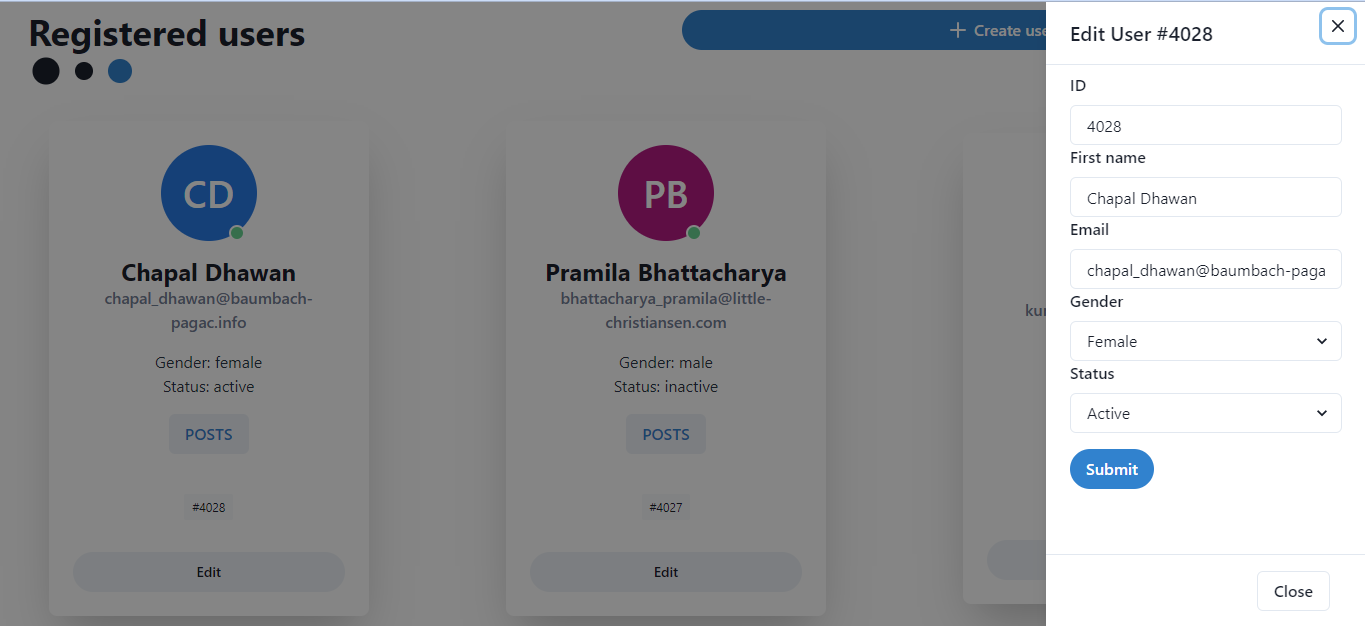 Registered users
+ Create use
CD
Chapal Dhawan
chapal_dhawan@baumbach-
pagac.info
Gender: female
Status: active
POSTS
#4028
Edit
PB
Pramila Bhattacharya
bhattacharya_pramila@little-
christiansen.com
Gender: male
Status: inactive
POSTS
#4027
Edit
kur
Edit User #4028
ID
4028
First name
Chapal Dhawan
Email
chapal_dhawan@baumbach-paga
Gender
Female
Status
Active
Submit
Close